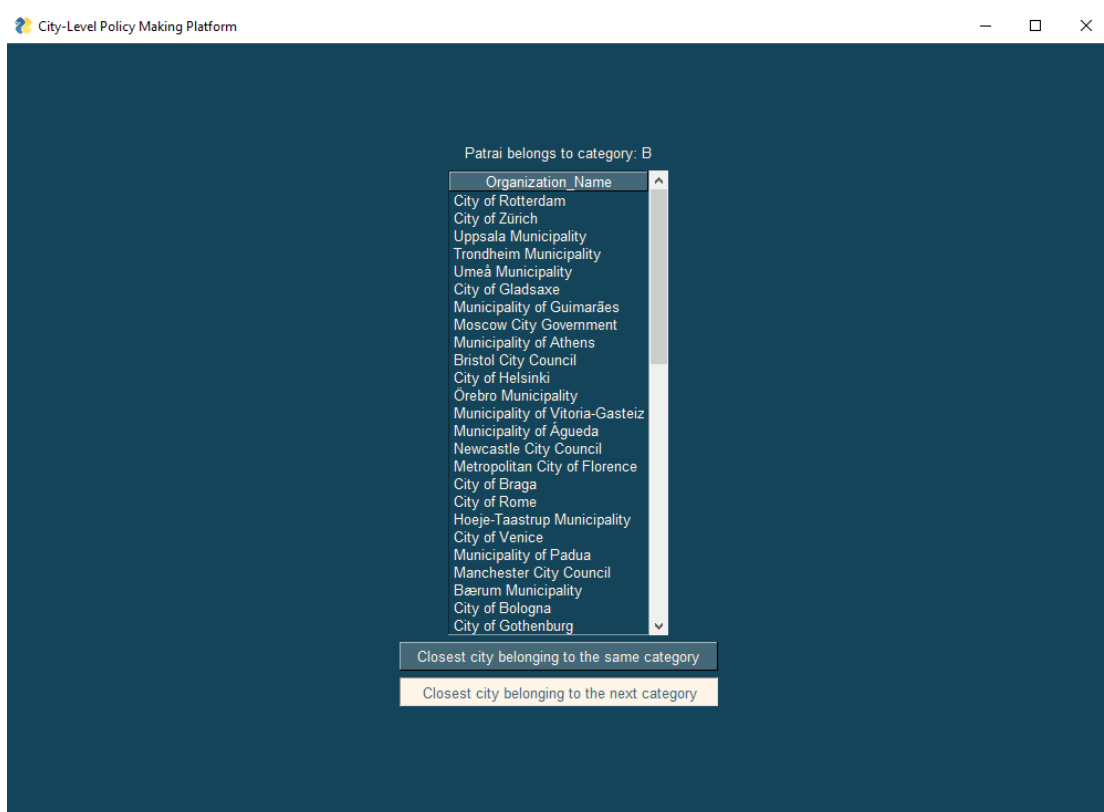 City-Level Policy Making Platform
Patrai belongs to category: B
Organization_Name
City of Rotterdam
City of Zürich
Uppsala Municipality
Trondheim Municipality
Umeå Municipality
City of Gladsaxe
Municipality of Guimarães
Moscow City Government
Municipality of Athens
Bristol City Council
City of Helsinki
Örebro Municipality
Municipality of Vitoria-Gasteiz
Municipality of Águeda
Newcastle City Council
Metropolitan City of Florence
City of Braga
City of Rome
Hoeje-Taastrup Municipality
City of Venice
Municipality of Padua
Manchester City Council
Bærum Municipality
City of Bologna
City of Gothenburg
Closest city belonging to the same category
Closest city belonging to the next category